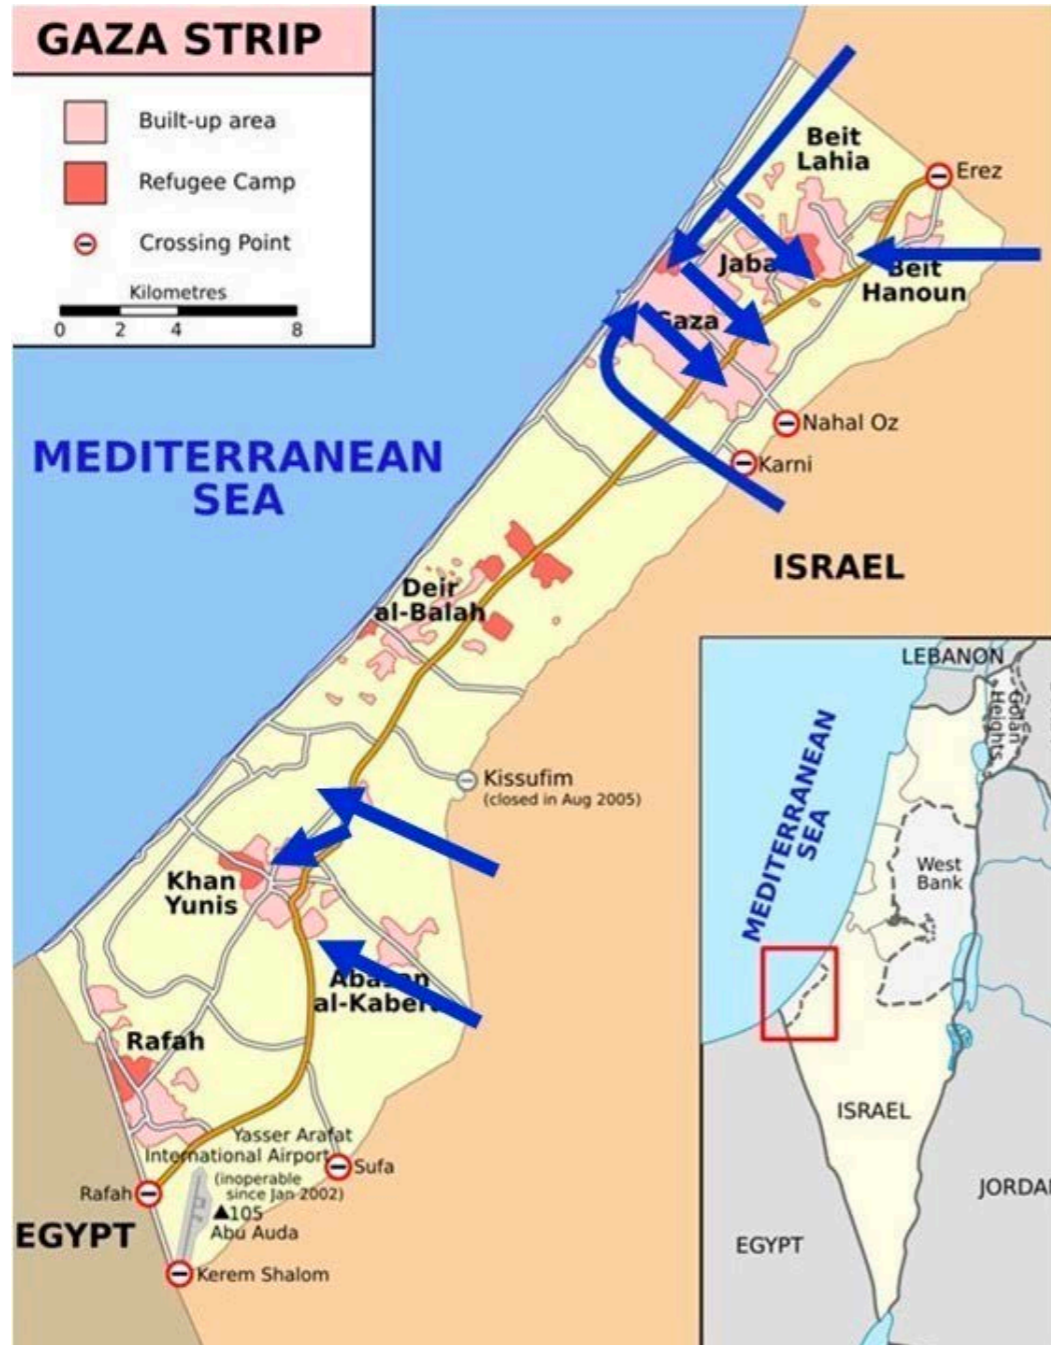 GAZA STRIP
Built-up area
Refugee Camp
Crossing Point
Kilometres
0 2 4 8
MEDITERRANEAN
SEA
Beit
Lahia
Erez
Beit
Hanoun
Gaza
Nahal Oz
Karni
ISRAEL
Deir
al-Balah
Kissufim
(closed in Aug 2005)
Khan
Yunis
al-Kaber
Rafah
Yasser Arafat
International Airport
(inoperable
since Jan 2002)
Sufa
Rafah
105
Abu Auda
EGYPT
Kerem Shalom
LEBANON
Golan
Heights
MEDITERRANEAN
SEA
West
Bank
ISRAEL
JORDA
EGYPT